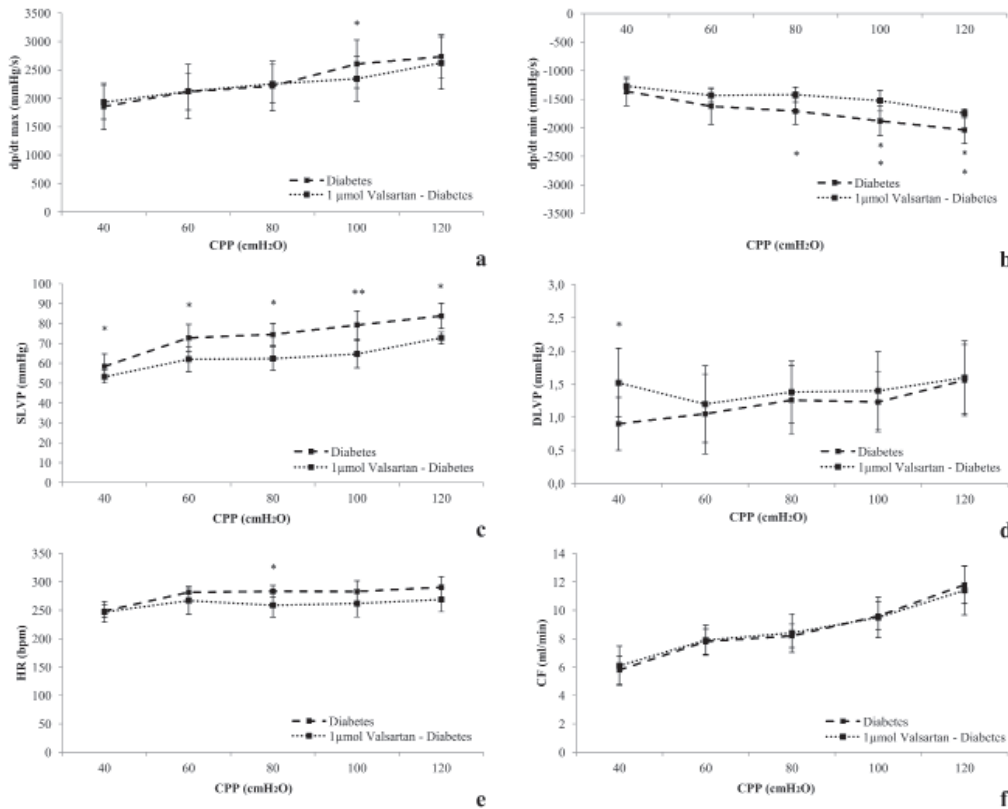 3500
3000
2500
2000
1500
1000
500
0
dp/dt max (mmHg/s)
*
Diabetes
1 µmol Valsartan - Diabetes
40 60 80 100 120
CPP (cmH2O)
a
0
-500
-1000
-1500
-2000
-2500
-3000
-3500
dp/dt min (mmHg/s)
40 60 80 100 120
* * *
* *
Diabetes
1µmol Valsartan - Diabetes
CPP (cmH2O)
b
100
90
80
70
60
50
40
30
20
10
0
SLVP (mmHg)
* * * ** *
Diabetes
1µmol Valsartan - Diabetes
40 60 80 100 120
CPP (cmH2O)
c
2,5
2,0
1,5
1,0
0,5
0,0
DLVP (mmHg)
*
Diabetes
1µmol Valsartan - Diabetes
40 60 80 100 120
CPP (cmH2O)
d
350
300
250
200
150
100
50
0
HR (bpm)
*
Diabetes
1µmol Valsartan - Diabetes
40 60 80 100 120
CPP (cmH2O)
e
14
12
10
8
6
4
2
0
CF (ml/min)
Diabetes
1µmol Valsartan - Diabetes
40 60 80 100 120
CPP (cmH2O)
f